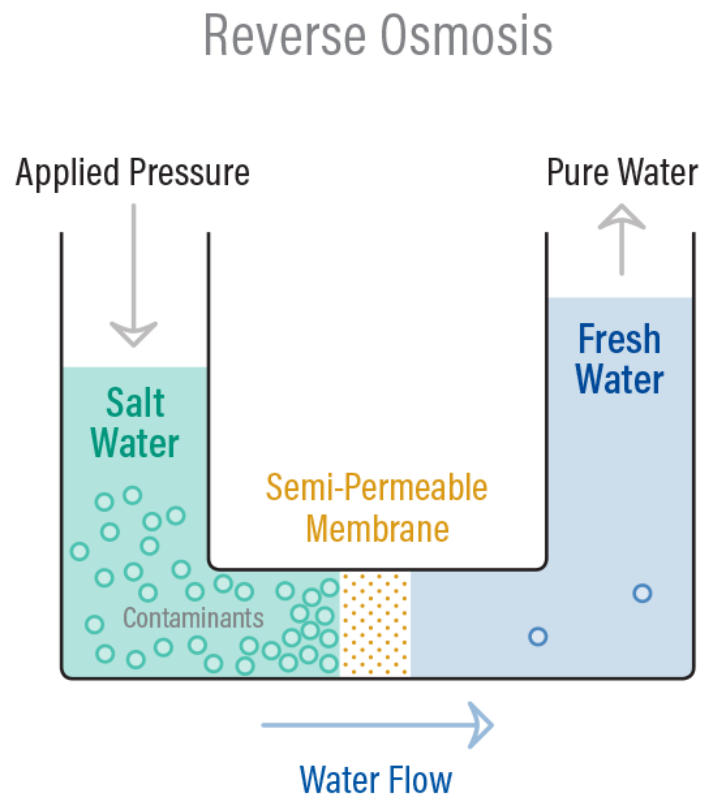 Reverse Osmosis
Applied Pressure
Pure Water
Fresh
Water
Salt
Water
Semi-Permeable
Membrane
Contaminants
Water Flow